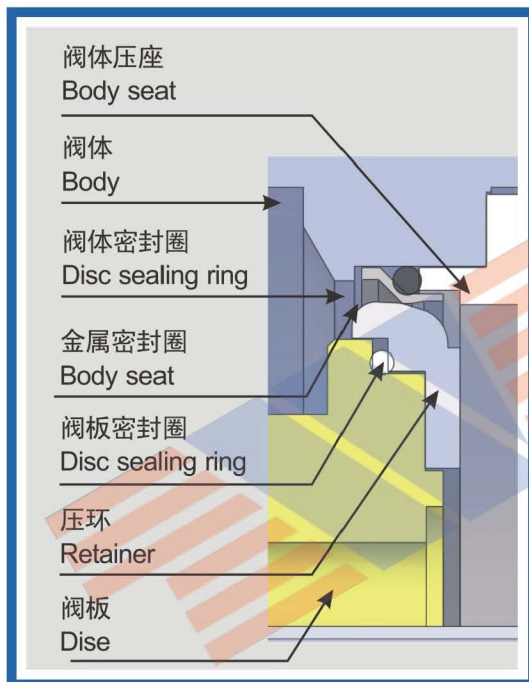 阀体压座
Body seat
阀体
Body
阀体密封圈
Disc sealing ring
金属密封圈
Body seat
阀板密封圈
Disc sealing ring
压环
Retainer
阀板
Dise